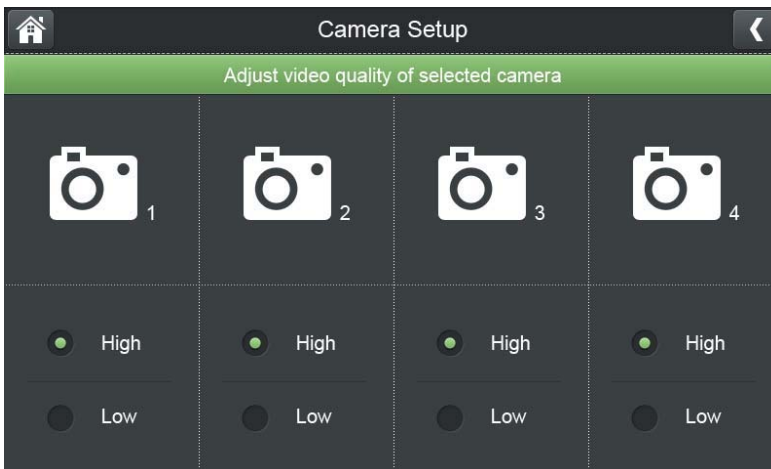 Camera Setup
Adjust video quality of selected camera
1 2 3 4
High High High High
Low Low Low Low